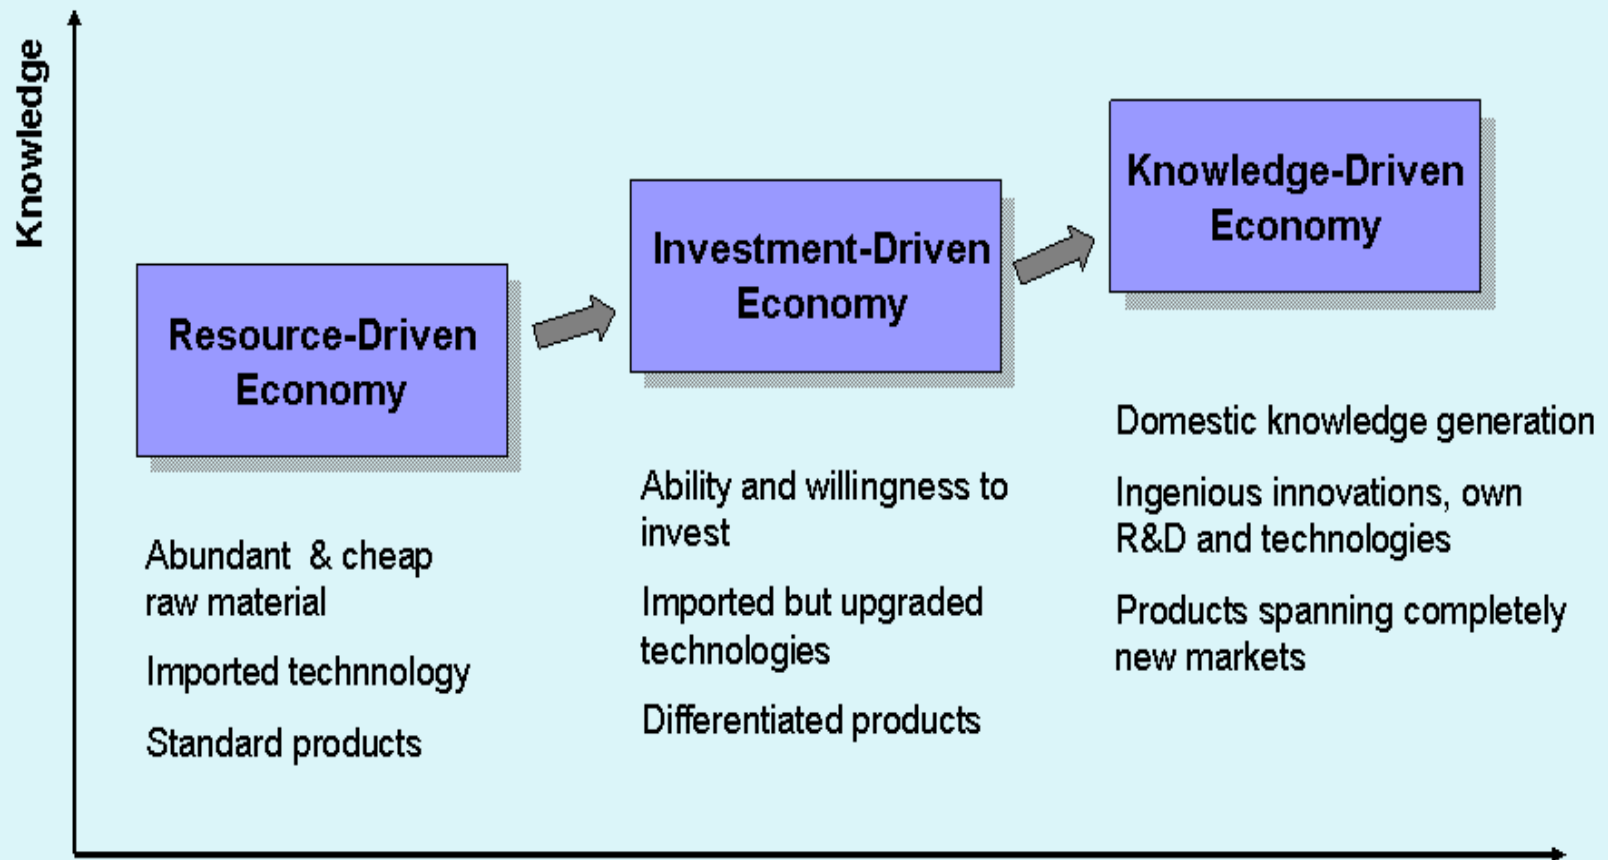 Knowledge
Resource-Driven
Economy
Abundant & cheap
raw material
Imported technnology
Standard products
Investment-Driven
Economy
Ability and willingness to
invest
Imported but upgraded
technologies
Differentiated products
Knowledge-Driven
Economy
Domestic knowledge generation
Ingenious innovations, own
R&D and technologies
Products spanning completely
new markets